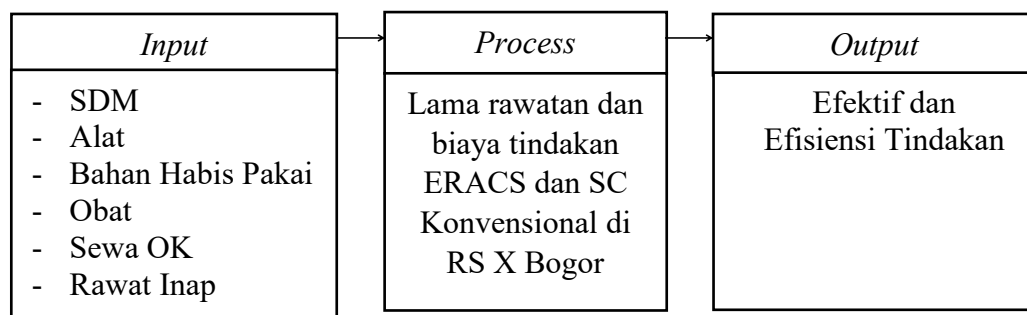 Input
- SDM
- Alat
- Bahan Habis Pakai
- Obat
- Sewa OK
- Rawat Inap
Process
Lama rawatan dan
biaya tindakan
ERACS dan SC
Konvensional di
RS X Bogor
Output
Efektif dan
Efisiensi Tindakan